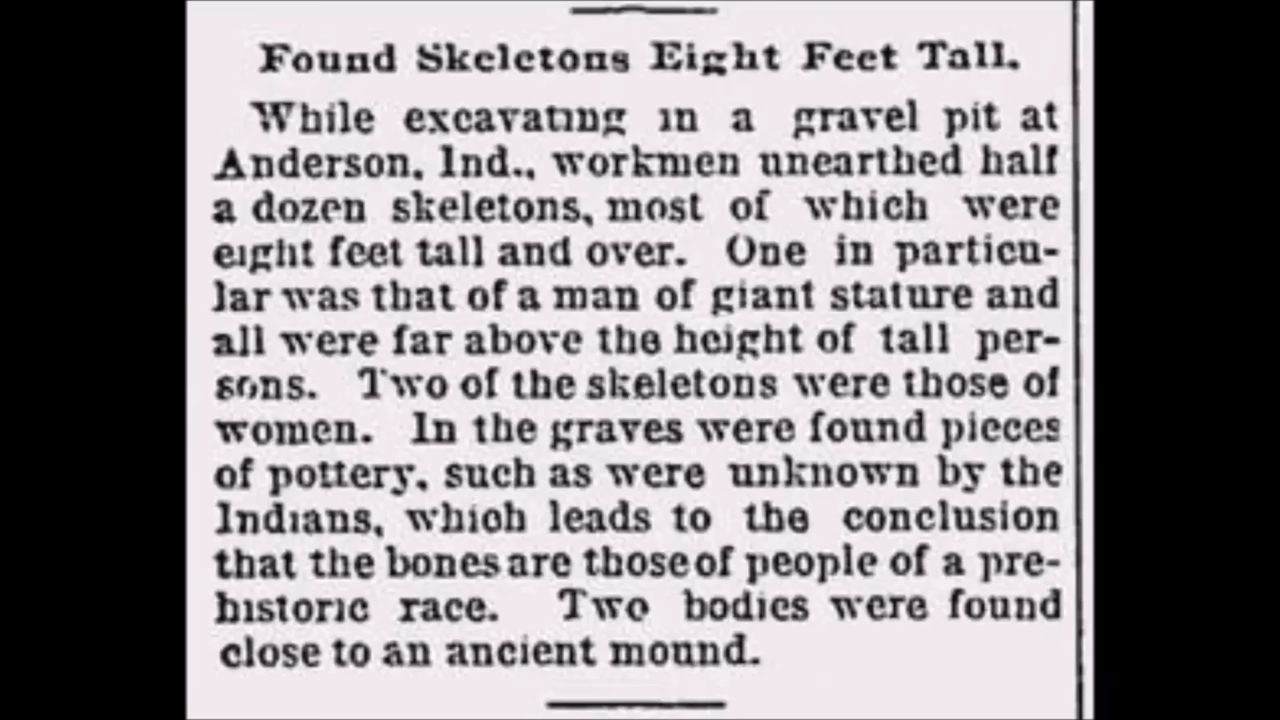 Found Skeletons Eight Feet Tall.
While excavating in a gravel pit at
Anderson, Ind., workmen unearthed half
a dozen skeletons, most of which were
eight feet tall and over. One in particu-
lar was that of a man of giant stature and
all were far above the height of tall per-
sons. Two of the skeletons were those of
women. In the graves were found pieces
of pottery, such as were unknown by the
Indians, which leads to the conclusion
that the bones are those of people of a pre-
historic race. Two bodies were found
close to an ancient mound.